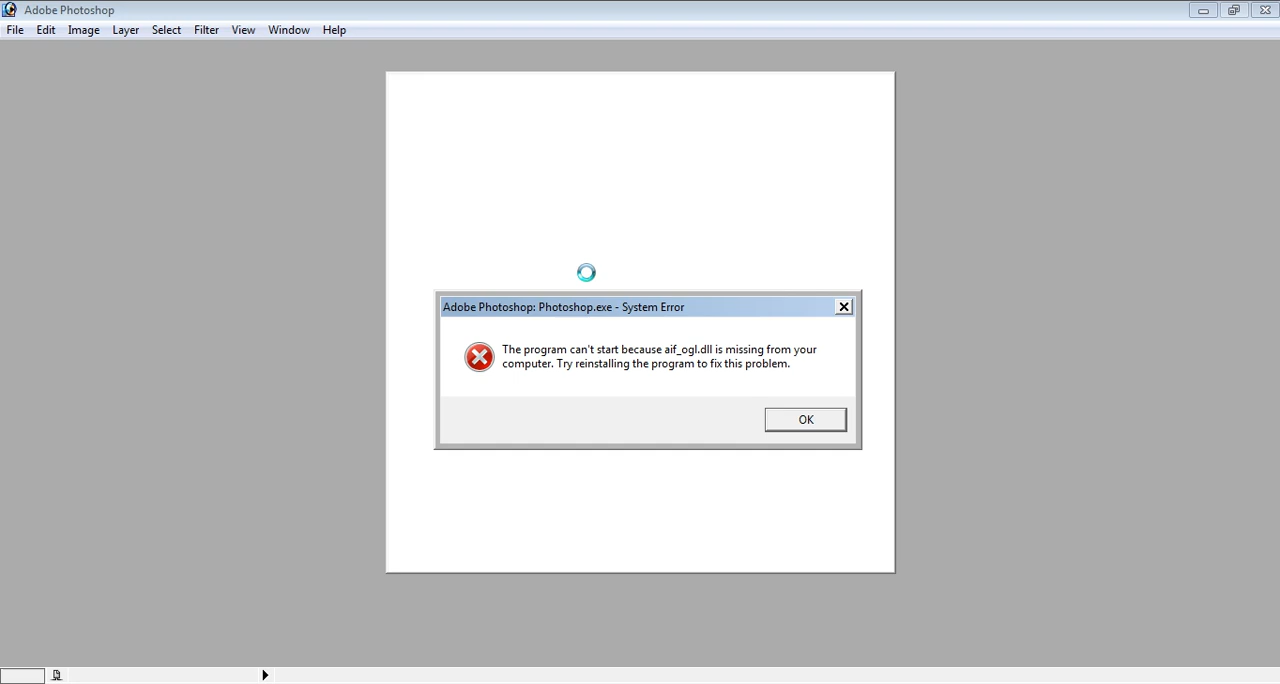 Adobe Photoshop
File Edit Image Layer Select Filter View Window Help
Adobe Photoshop: Photoshop.exe - System Error
The program can't start because aif_ogl.dll is missing from your
computer. Try reinstalling the program to fix this problem.
OK